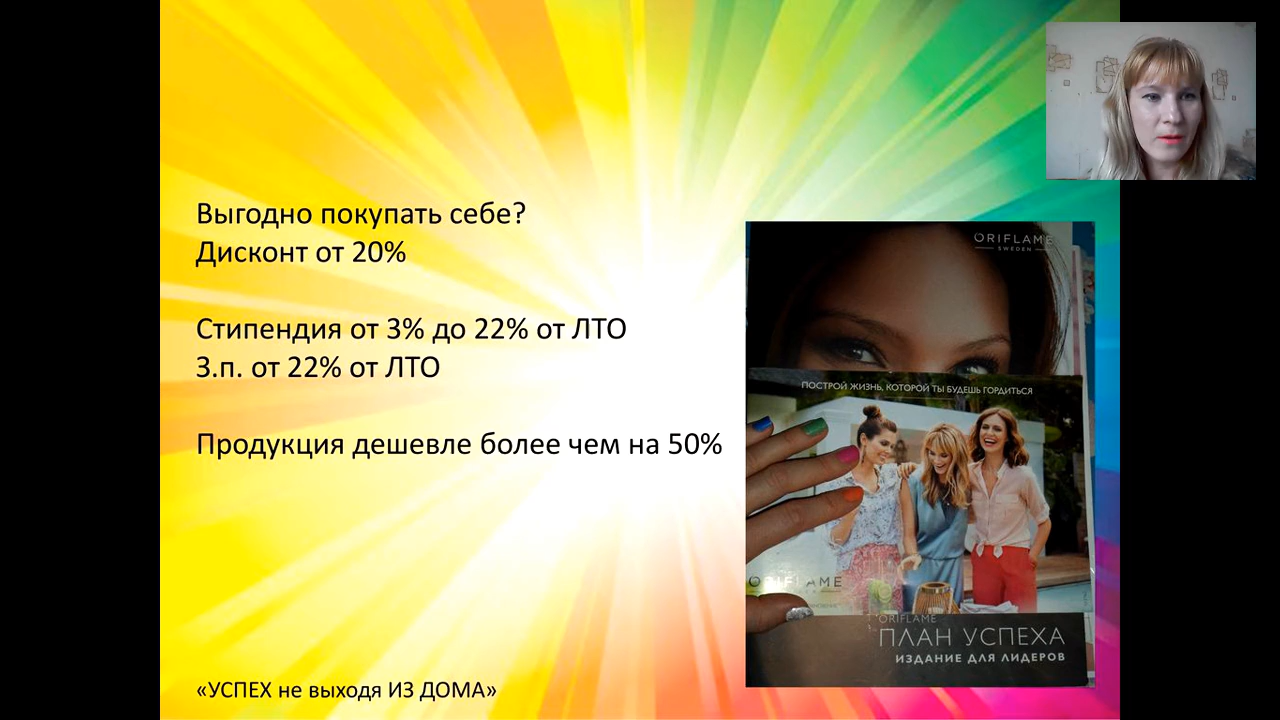 Выгодно покупать себе?
Дисконт от 20%
Стипендия от 3% до 22% от ЛТО
З.п. от 22% от ЛТО
Продукция дешевле более чем на 50%
«УСПЕХ не выходя ИЗ ДОМА»
ORIFLAME
SWEDEN
ПОСТРОЙ ЖИЗНЬ, КОТОРОЙ ТЫ БУДЕШЬ ГОРДИТЬСЯ
ORIFLAME
ORIFLAME
ПЛАН УСПЕХА
ИЗДАНИЕ ДЛЯ ЛИДЕРОВ